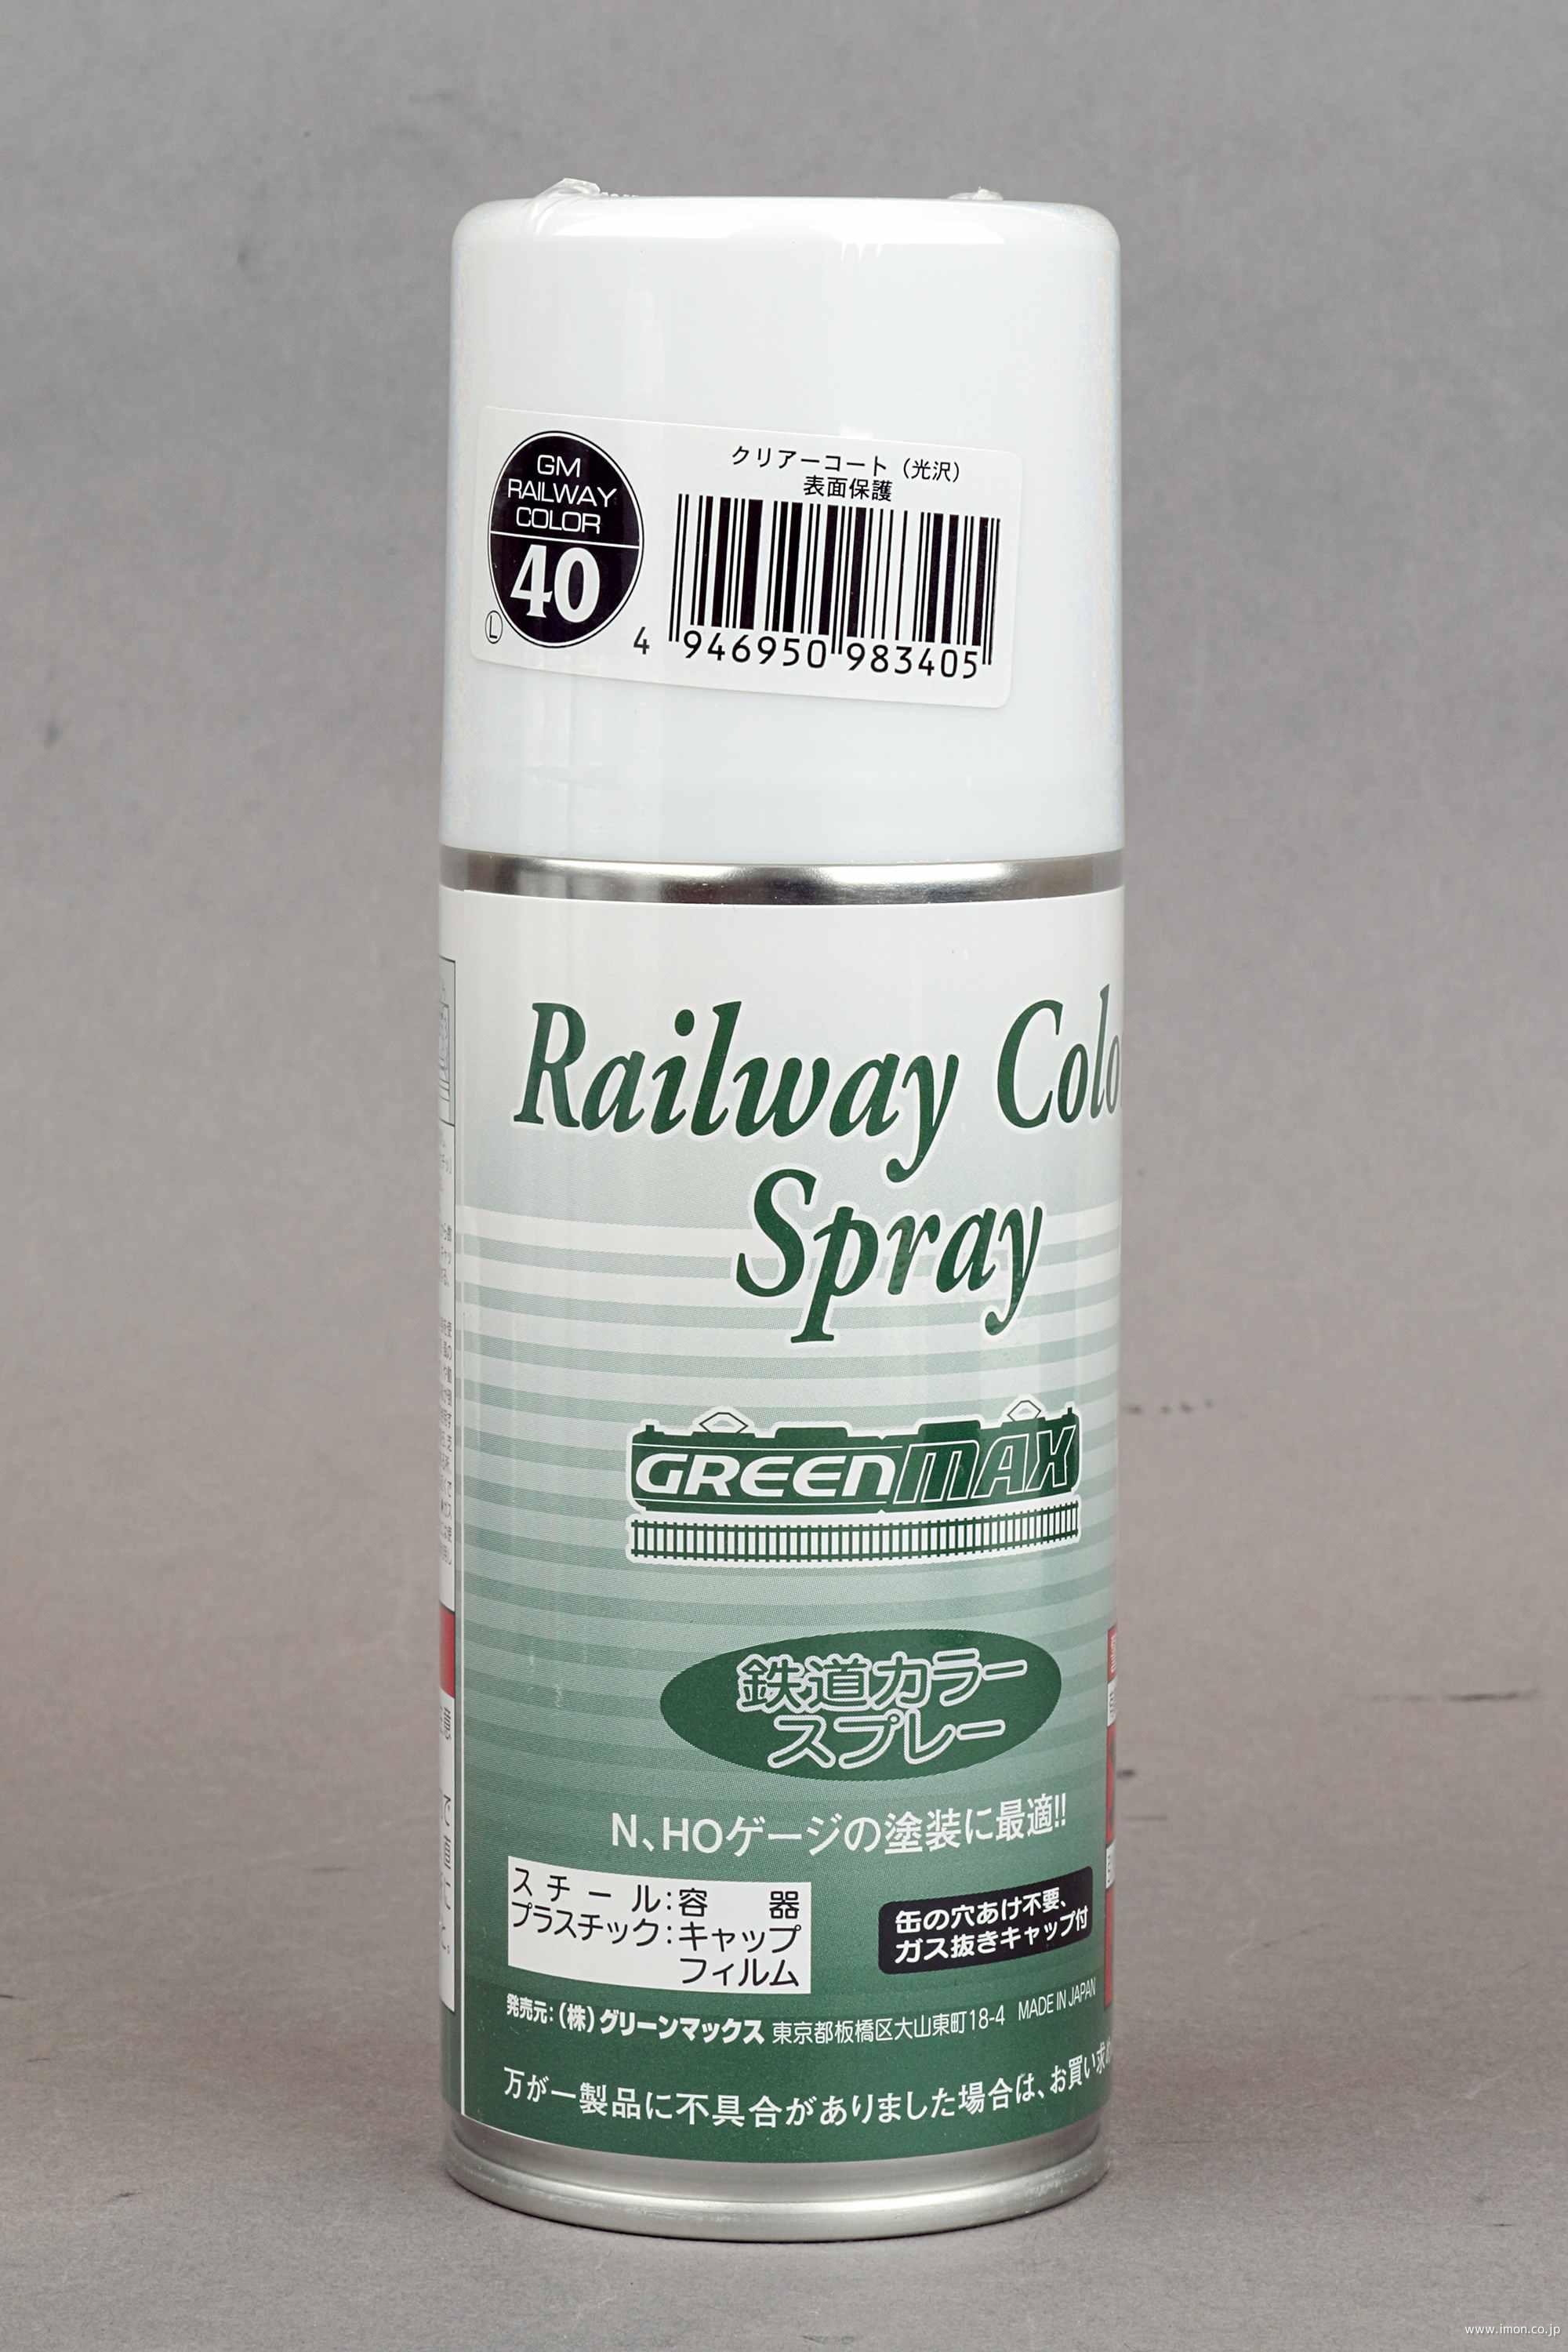 GM
RAILWAY
COLOR
40
Ⓛ
クリアーコート（光沢）
表面保護
4 946950 983405
Railway Colo
Spray
GREENMAX
鉄道カラー
スプレー
N、HOゲージの塗装に最適!!
スチール：容器
プラスチック：キャップ
フィルム
缶の穴あけ不要、
ガス抜きキャップ付
発売元：（株）グリーンマックス 東京都板橋区大山東町18-4 MADE IN JAPAN
万が一製品に不具合がありました場合は、お買い求め
www.imon.co.jp